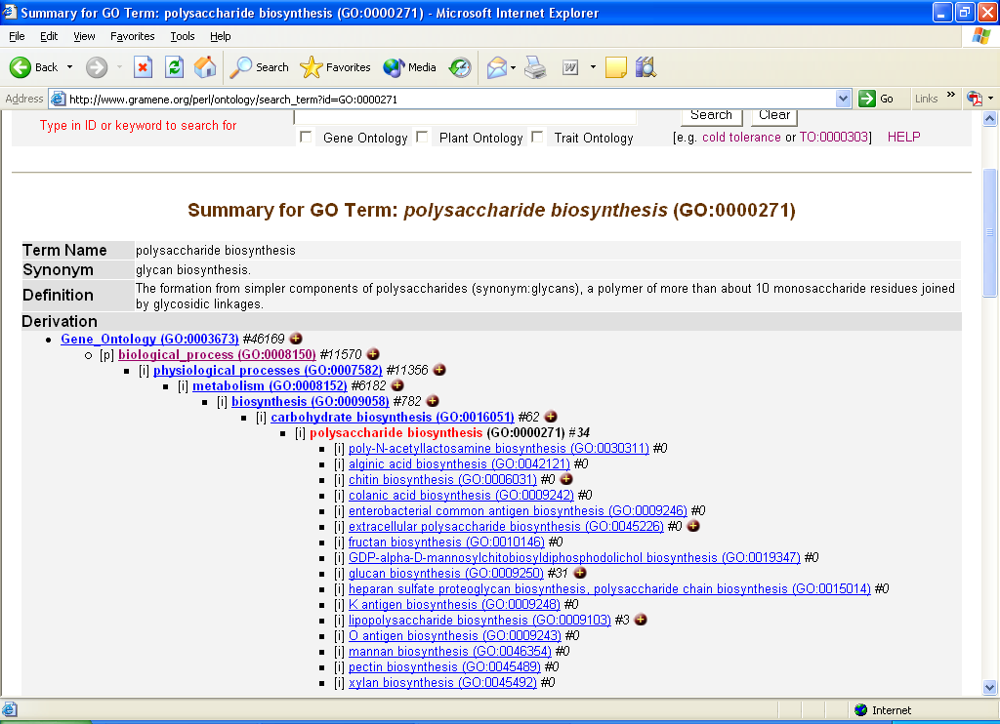 Summary for GO Term: polysaccharide biosynthesis (GO:0000271) - Microsoft Internet Explorer
File Edit View Favorites Tools Help
Back Search Favorites Media
Address http://www.gramene.org/perl/ontology/search_term?id=GO:0000271 Go Links »
Type in ID or keyword to search for Search Clear
Gene Ontology Plant Ontology Trait Ontology [e.g. cold tolerance or TO:0000303] HELP
Summary for GO Term: polysaccharide biosynthesis (GO:0000271)
Term Name polysaccharide biosynthesis
Synonym glycan biosynthesis.
Definition The formation from simpler components of polysaccharides (synonym:glycans), a polymer of more than about 10 monosaccharide residues joined
by glycosidic linkages.
Derivation
Gene_Ontology (GO:0003673) #46169
[p] biological_process (GO:0008150) #11570
[i] physiological processes (GO:0007582) #11356
[i] metabolism (GO:0008152) #6182
[i] biosynthesis (GO:0009058) #782
[i] carbohydrate biosynthesis (GO:0016051) #62
[i] polysaccharide biosynthesis (GO:0000271) #34
[i] poly-N-acetyllactosamine biosynthesis (GO:0030311) #0
[i] alginic acid biosynthesis (GO:0042121) #0
[i] chitin biosynthesis (GO:0006031) #0
[i] colanic acid biosynthesis (GO:0009242) #0
[i] enterobacterial common antigen biosynthesis (GO:0009246) #0
[i] extracellular polysaccharide biosynthesis (GO:0045226) #0
[i] fructan biosynthesis (GO:0010146) #0
[i] GDP-alpha-D-mannosylchitobiosyldiphosphodolichol biosynthesis (GO:0019347) #0
[i] glucan biosynthesis (GO:0009250) #31
[i] heparan sulfate proteoglycan biosynthesis, polysaccharide chain biosynthesis (GO:0015014) #0
[i] K antigen biosynthesis (GO:0009248) #0
[i] lipopolysaccharide biosynthesis (GO:0009103) #3
[i] O antigen biosynthesis (GO:0009243) #0
[i] mannan biosynthesis (GO:0046354) #0
[i] pectin biosynthesis (GO:0045489) #0
[i] xylan biosynthesis (GO:0045492) #0
Internet